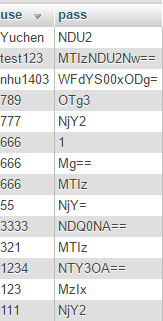 use pass
Yuchen NDU2
test123 MTIzNDU2Nw==
nhu1403 WFdYS00xODg=
789 OTg3
777 NjY2
666 1
666 Mg==
666 MTIz
55 NjY=
3333 NDQ0NA==
321 MTIz
1234 NTY3OA==
123 MzIx
111 NjY2